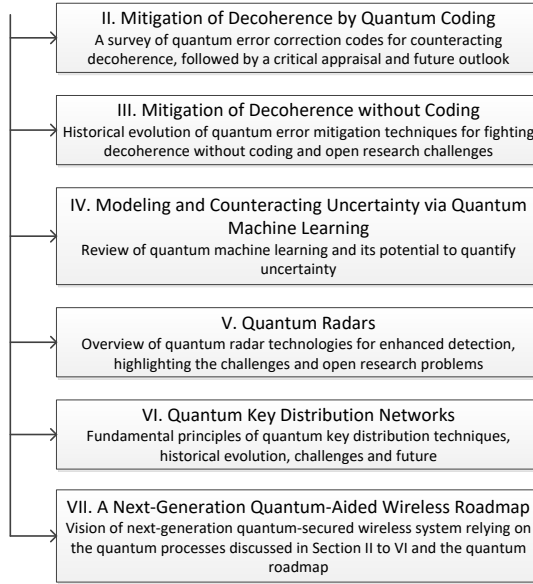 II. Mitigation of Decoherence by Quantum Coding
A survey of quantum error correction codes for counteracting
decoherence, followed by a critical appraisal and future outlook
III. Mitigation of Decoherence without Coding
Historical evolution of quantum error mitigation techniques for fighting
decoherence without coding and open research challenges
IV. Modeling and Counteracting Uncertainty via Quantum
Machine Learning
Review of quantum machine learning and its potential to quantify
uncertainty
V. Quantum Radars
Overview of quantum radar technologies for enhanced detection,
highlighting the challenges and open research problems
VI. Quantum Key Distribution Networks
Fundamental principles of quantum key distribution techniques,
historical evolution, challenges and future
VII. A Next-Generation Quantum-Aided Wireless Roadmap
Vision of next-generation quantum-secured wireless system relying on
the quantum processes discussed in Section II to VI and the quantum
roadmap